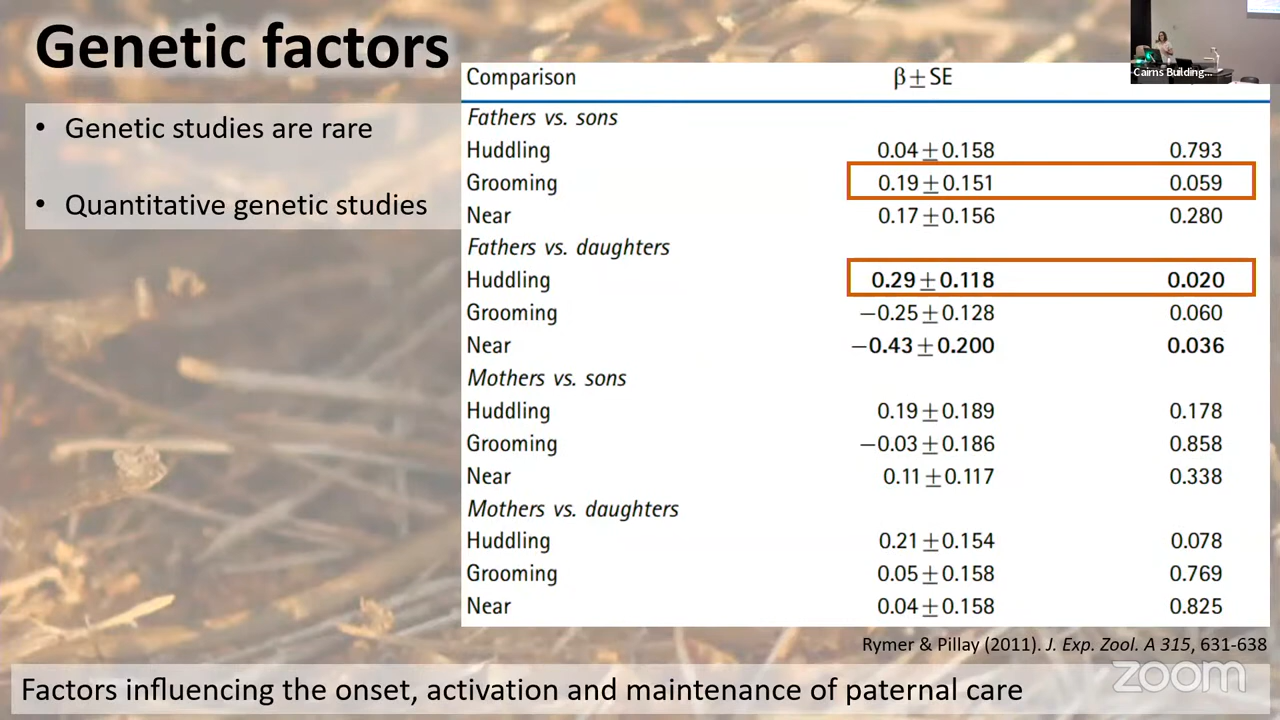 Genetic factors
Cairns Building...
• Genetic studies are rare
• Quantitative genetic studies
Comparison β±SE
Fathers vs. sons
Huddling 0.04±0.158 0.793
Grooming 0.19±0.151 0.059
Near 0.17±0.156 0.280
Fathers vs. daughters
Huddling 0.29±0.118 0.020
Grooming −0.25±0.128 0.060
Near −0.43±0.200 0.036
Mothers vs. sons
Huddling 0.19±0.189 0.178
Grooming −0.03±0.186 0.858
Near 0.11±0.117 0.338
Mothers vs. daughters
Huddling 0.21±0.154 0.078
Grooming 0.05±0.158 0.769
Near 0.04±0.158 0.825
Rymer & Pillay (2011). J. Exp. Zool. A 315, 631-638
Factors influencing the onset, activation and maintenance of paternal care
zoom